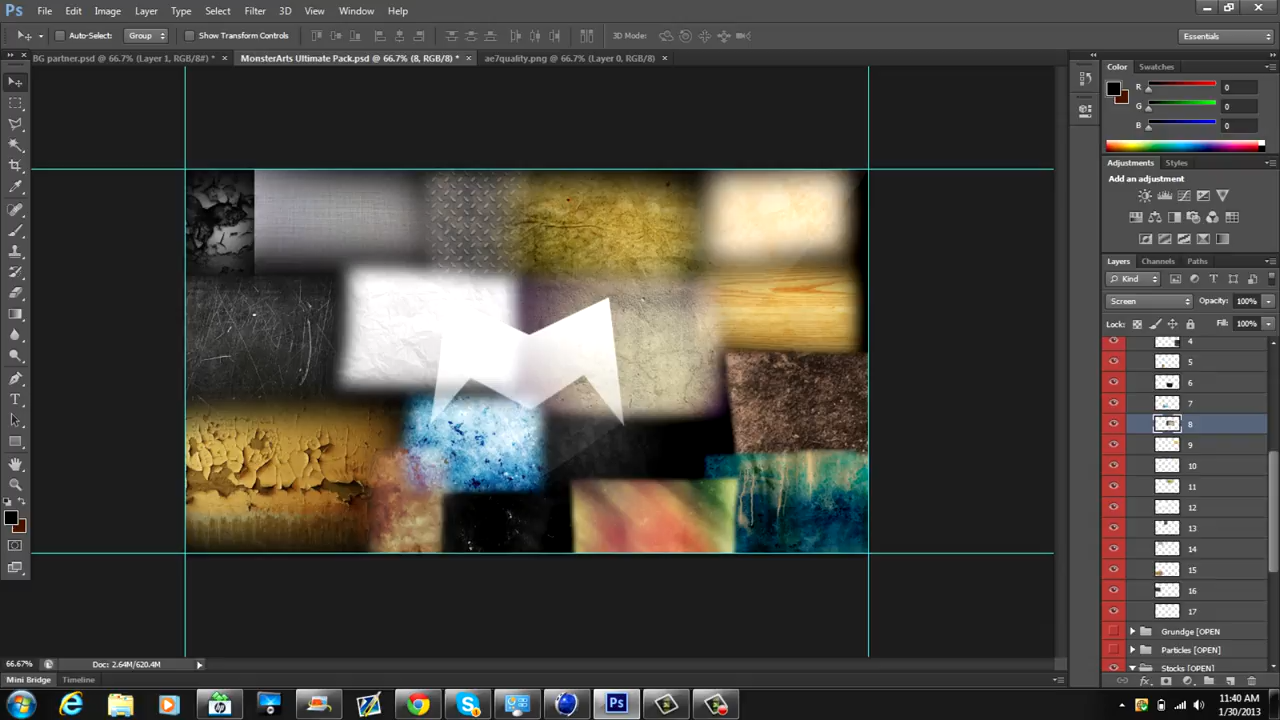 Ps File Edit Image Layer Type Select Filter 3D View Window Help
Auto-Select: Group Show Transform Controls 3D Mode: Essentials
BG partner.psd @ 66.7% (Layer 1, RGB/8#) * × MonsterArts Ultimate Pack.psd @ 66.7% (8, RGB/8) * × ae7quality.png @ 66.7% (Layer 0, RGB/8) ×
Color Swatches
R 0
G 0
B 0
Adjustments Styles
Add an adjustment
Layers Channels Paths
Kind
Screen Opacity: 100%
Lock: Fill: 100%
4
5
6
7
8
9
10
11
12
13
14
15
16
17
Grundge [OPEN
Particles [OPEN]
Stocks [OPEN]
66.67% Doc: 2.64M/620.4M
Mini Bridge Timeline
11:40 AM
1/30/2013